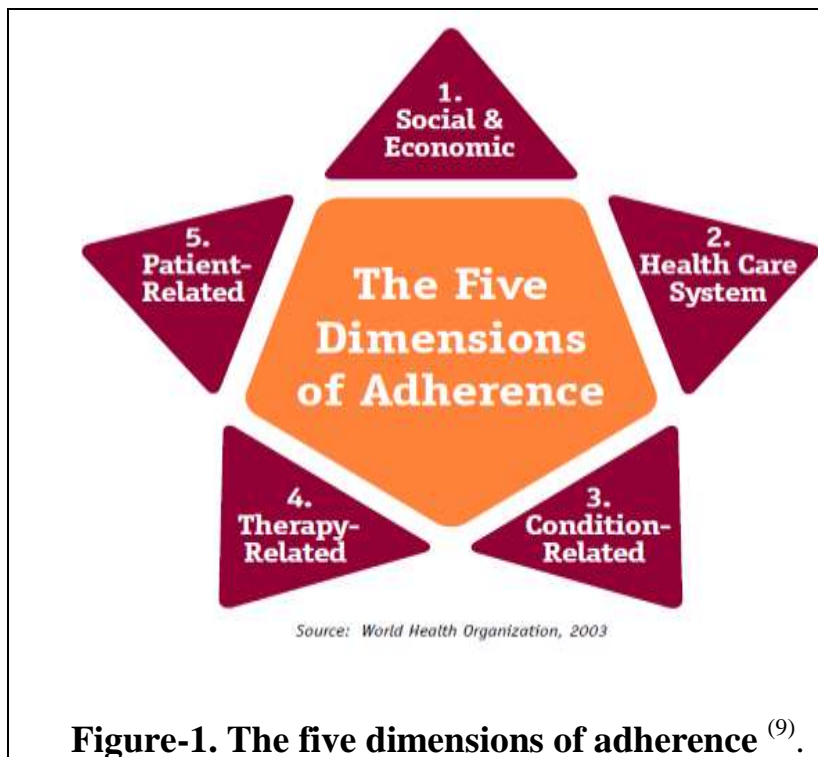 1.
Social &
Economic
2.
Health Care
System
3.
Condition-
Related
4.
Therapy-
Related
5.
Patient-
Related
The Five
Dimensions
of Adherence
Source: World Health Organization, 2003
Figure-1. The five dimensions of adherence (9).